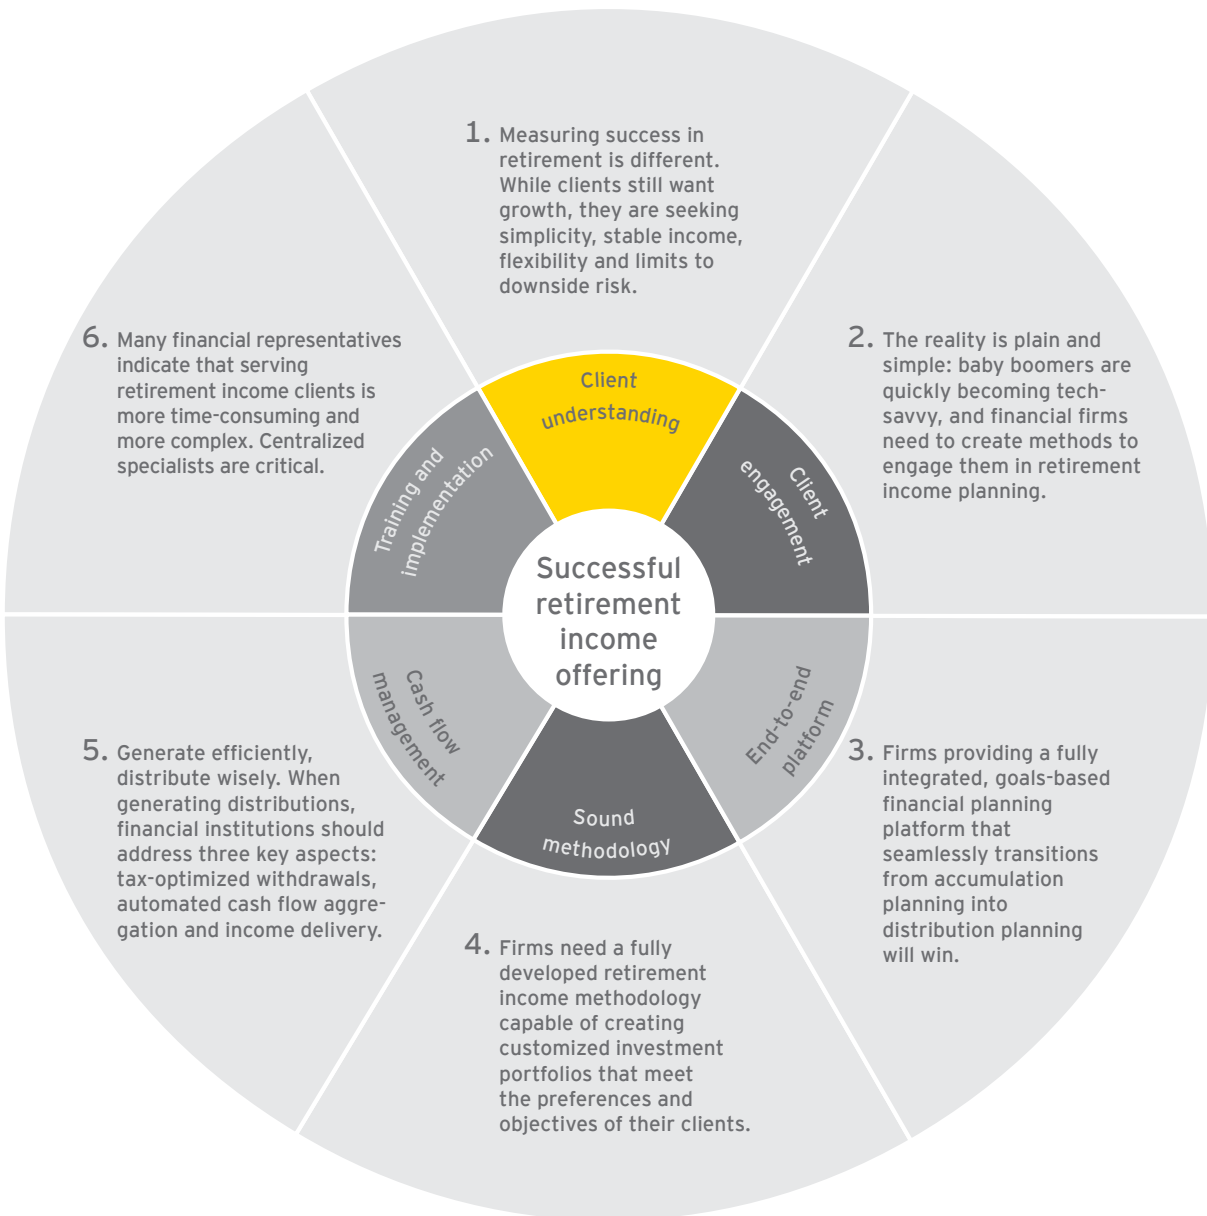 1. Measuring success in
retirement is different.
While clients still want
growth, they are seeking
simplicity, stable income,
flexibility and limits to
downside risk.
2. The reality is plain and
simple: baby boomers are
quickly becoming tech-
savvy, and financial firms
need to create methods to
engage them in retirement
income planning.
3. Firms providing a fully
integrated, goals-based
financial planning
platform that
seamlessly transitions
from accumulation
planning into
distribution planning
will win.
4. Firms need a fully
developed retirement
income methodology
capable of creating
customized investment
portfolios that meet
the preferences and
objectives of their clients.
5. Generate efficiently,
distribute wisely. When
generating distributions,
financial institutions should
address three key aspects:
tax-optimized withdrawals,
automated cash flow aggre-
gation and income delivery.
6. Many financial representatives
indicate that serving
retirement income clients is
more time-consuming and
more complex. Centralized
specialists are critical.
Client
understanding
Client
engagement
End-to-end
platform
Sound
methodology
Cash flow
management
Training and
implementation
Successful
retirement
income
offering